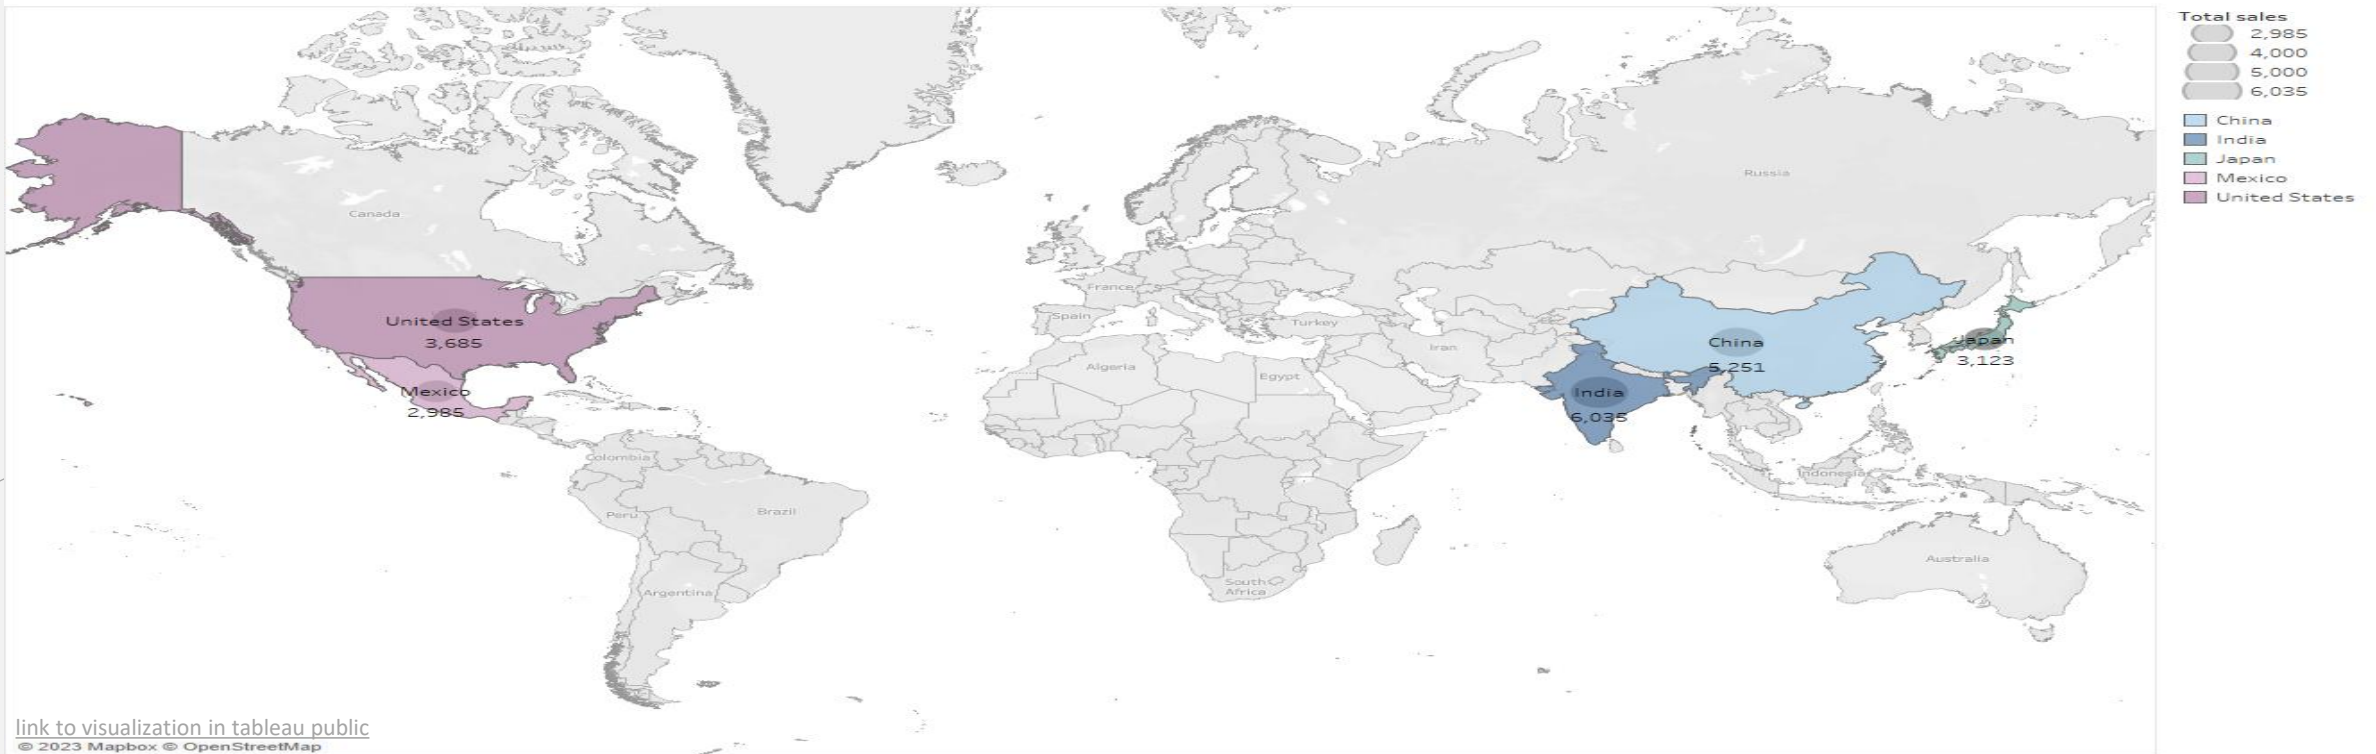 Total sales
2,985
4,000
5,000
6,035
China
India
Japan
Mexico
United States
Russia
Canada
France
Spain
Turkey
Iran
Algeria
Egypt
United States
3,685
Mexico
2,985
China
5,251
Japan
3,123
India
6,035
Colombia
Indonesia
Peru
Brazil
Australia
South
Africa
Argentina
link to visualization in tableau public
© 2023 Mapbox © OpenStreetMap